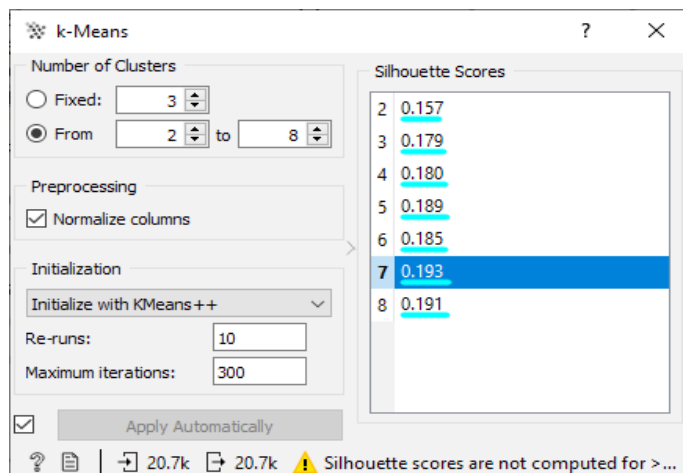 k-Means ?
Number of Clusters
Fixed: 3
From 2 to 8
Preprocessing
Normalize columns
Initialization
Initialize with KMeans++
Re-runs: 10
Maximum iterations: 300
Apply Automatically
Silhouette Scores
2 0.157
3 0.179
4 0.180
5 0.189
6 0.185
7 0.193
8 0.191
? 20.7k 20.7k Silhouette scores are not computed for >...